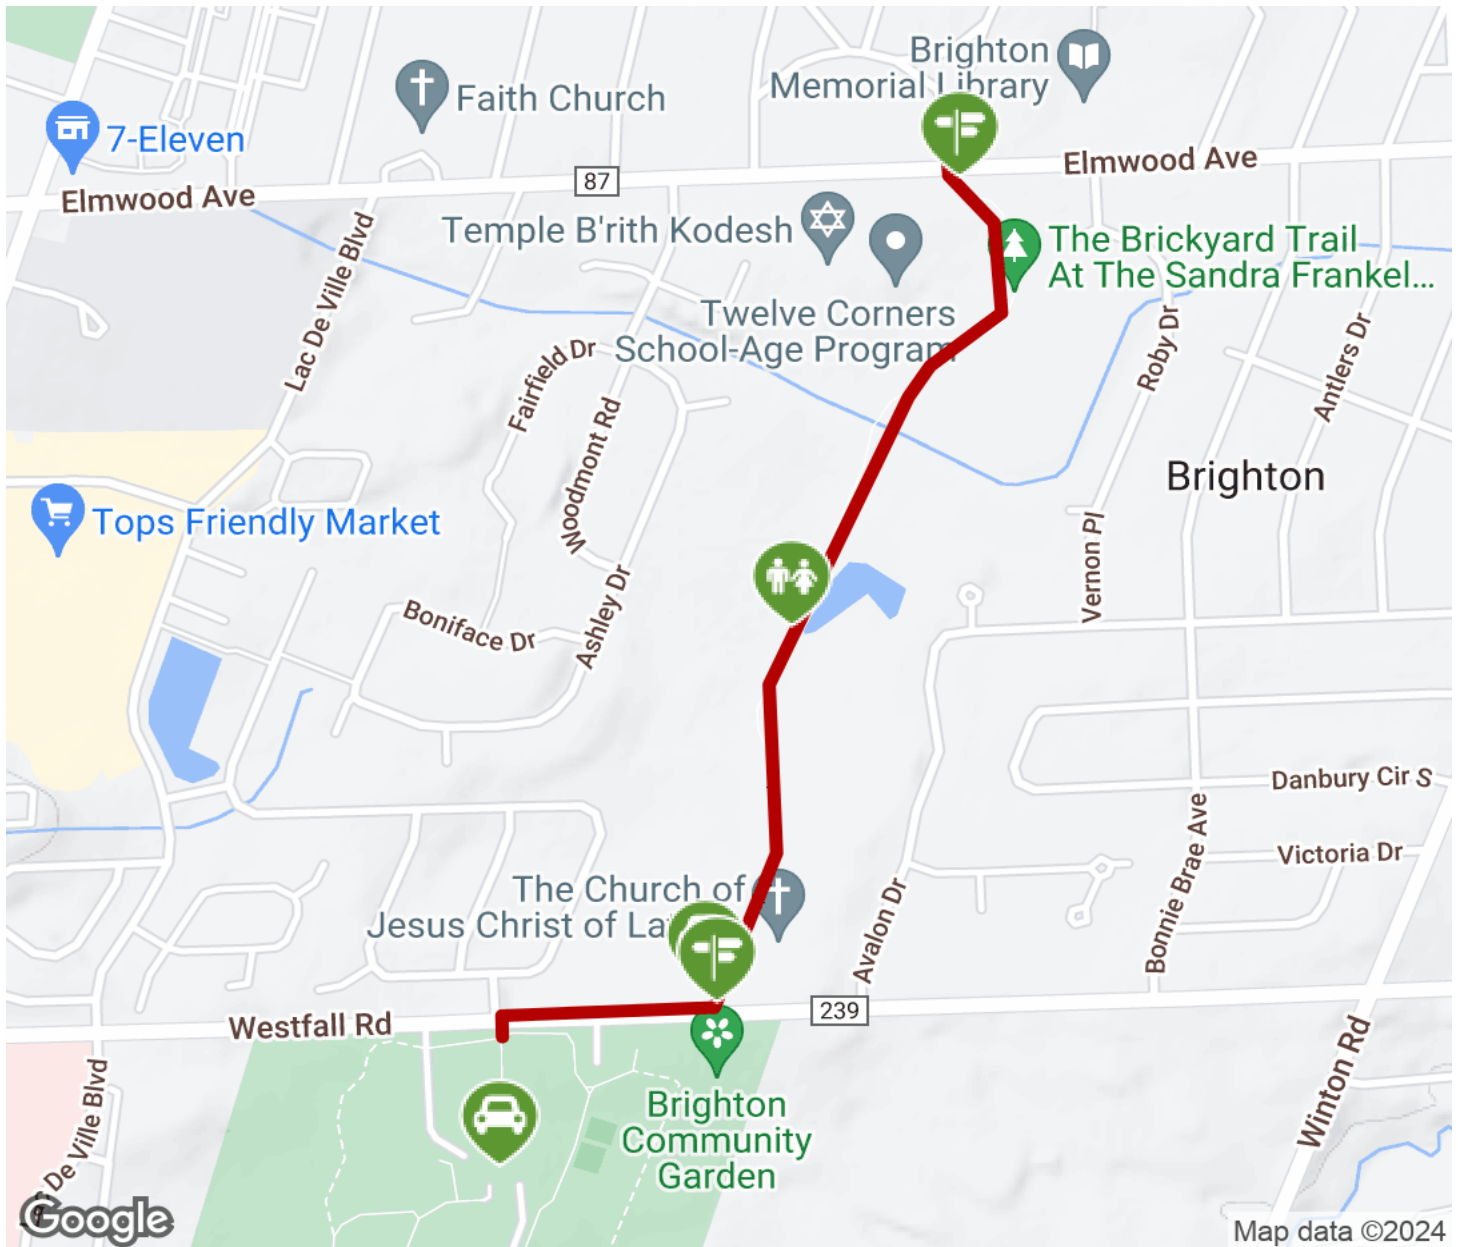 Brighton
Memorial Library
Faith Church
7-Eleven
Elmwood Ave
87
Elmwood Ave
Temple B'rith Kodesh
The Brickyard Trail
At The Sandra Frankel...
Lac De Ville Blvd
Twelve Corners
School-Age Program
Fairfield Dr
Roby Dr
Antlers Dr
Woodmont Rd
Brighton
Tops Friendly Market
Vernon Pl
Boniface Dr
Ashley Dr
Danbury Cir S
Victoria Dr
Bonnie Brae Ave
The Church of
Jesus Christ of La
Avalon Dr
239
Westfall Rd
Winton Rd
Brighton
Community
Garden
De Ville Blvd
Google
Map data ©2024